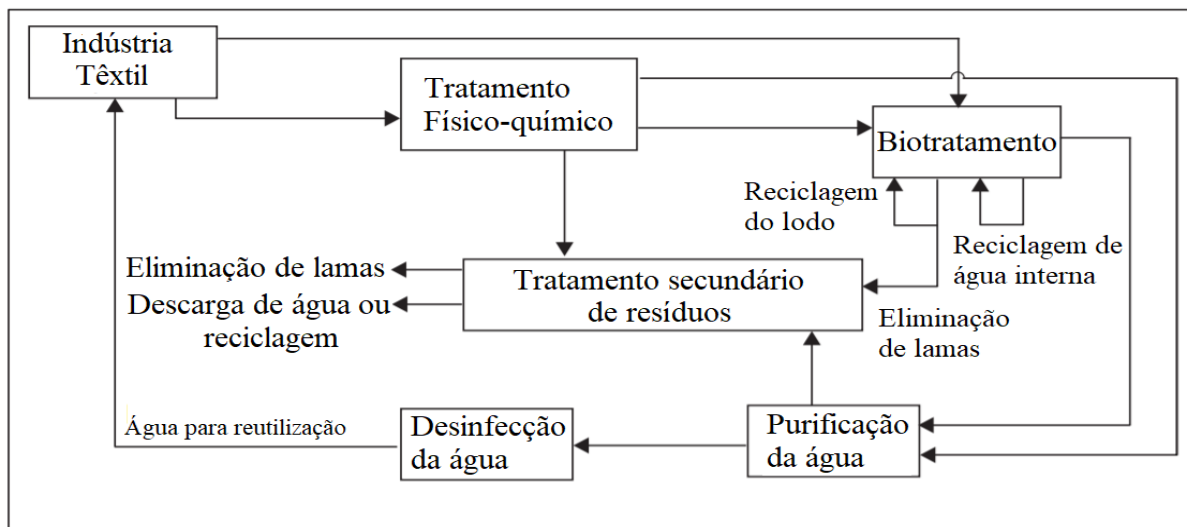 Indústria
Têxtil
Tratamento
Físico-químico
Biotratamento
Reciclagem
do lodo
Reciclagem de
água interna
Eliminação de lamas
Descarga de água ou
reciclagem
Tratamento secundário
de resíduos
Eliminação
de lamas
Água para reutilização
Desinfecção
da água
Purificação
da água